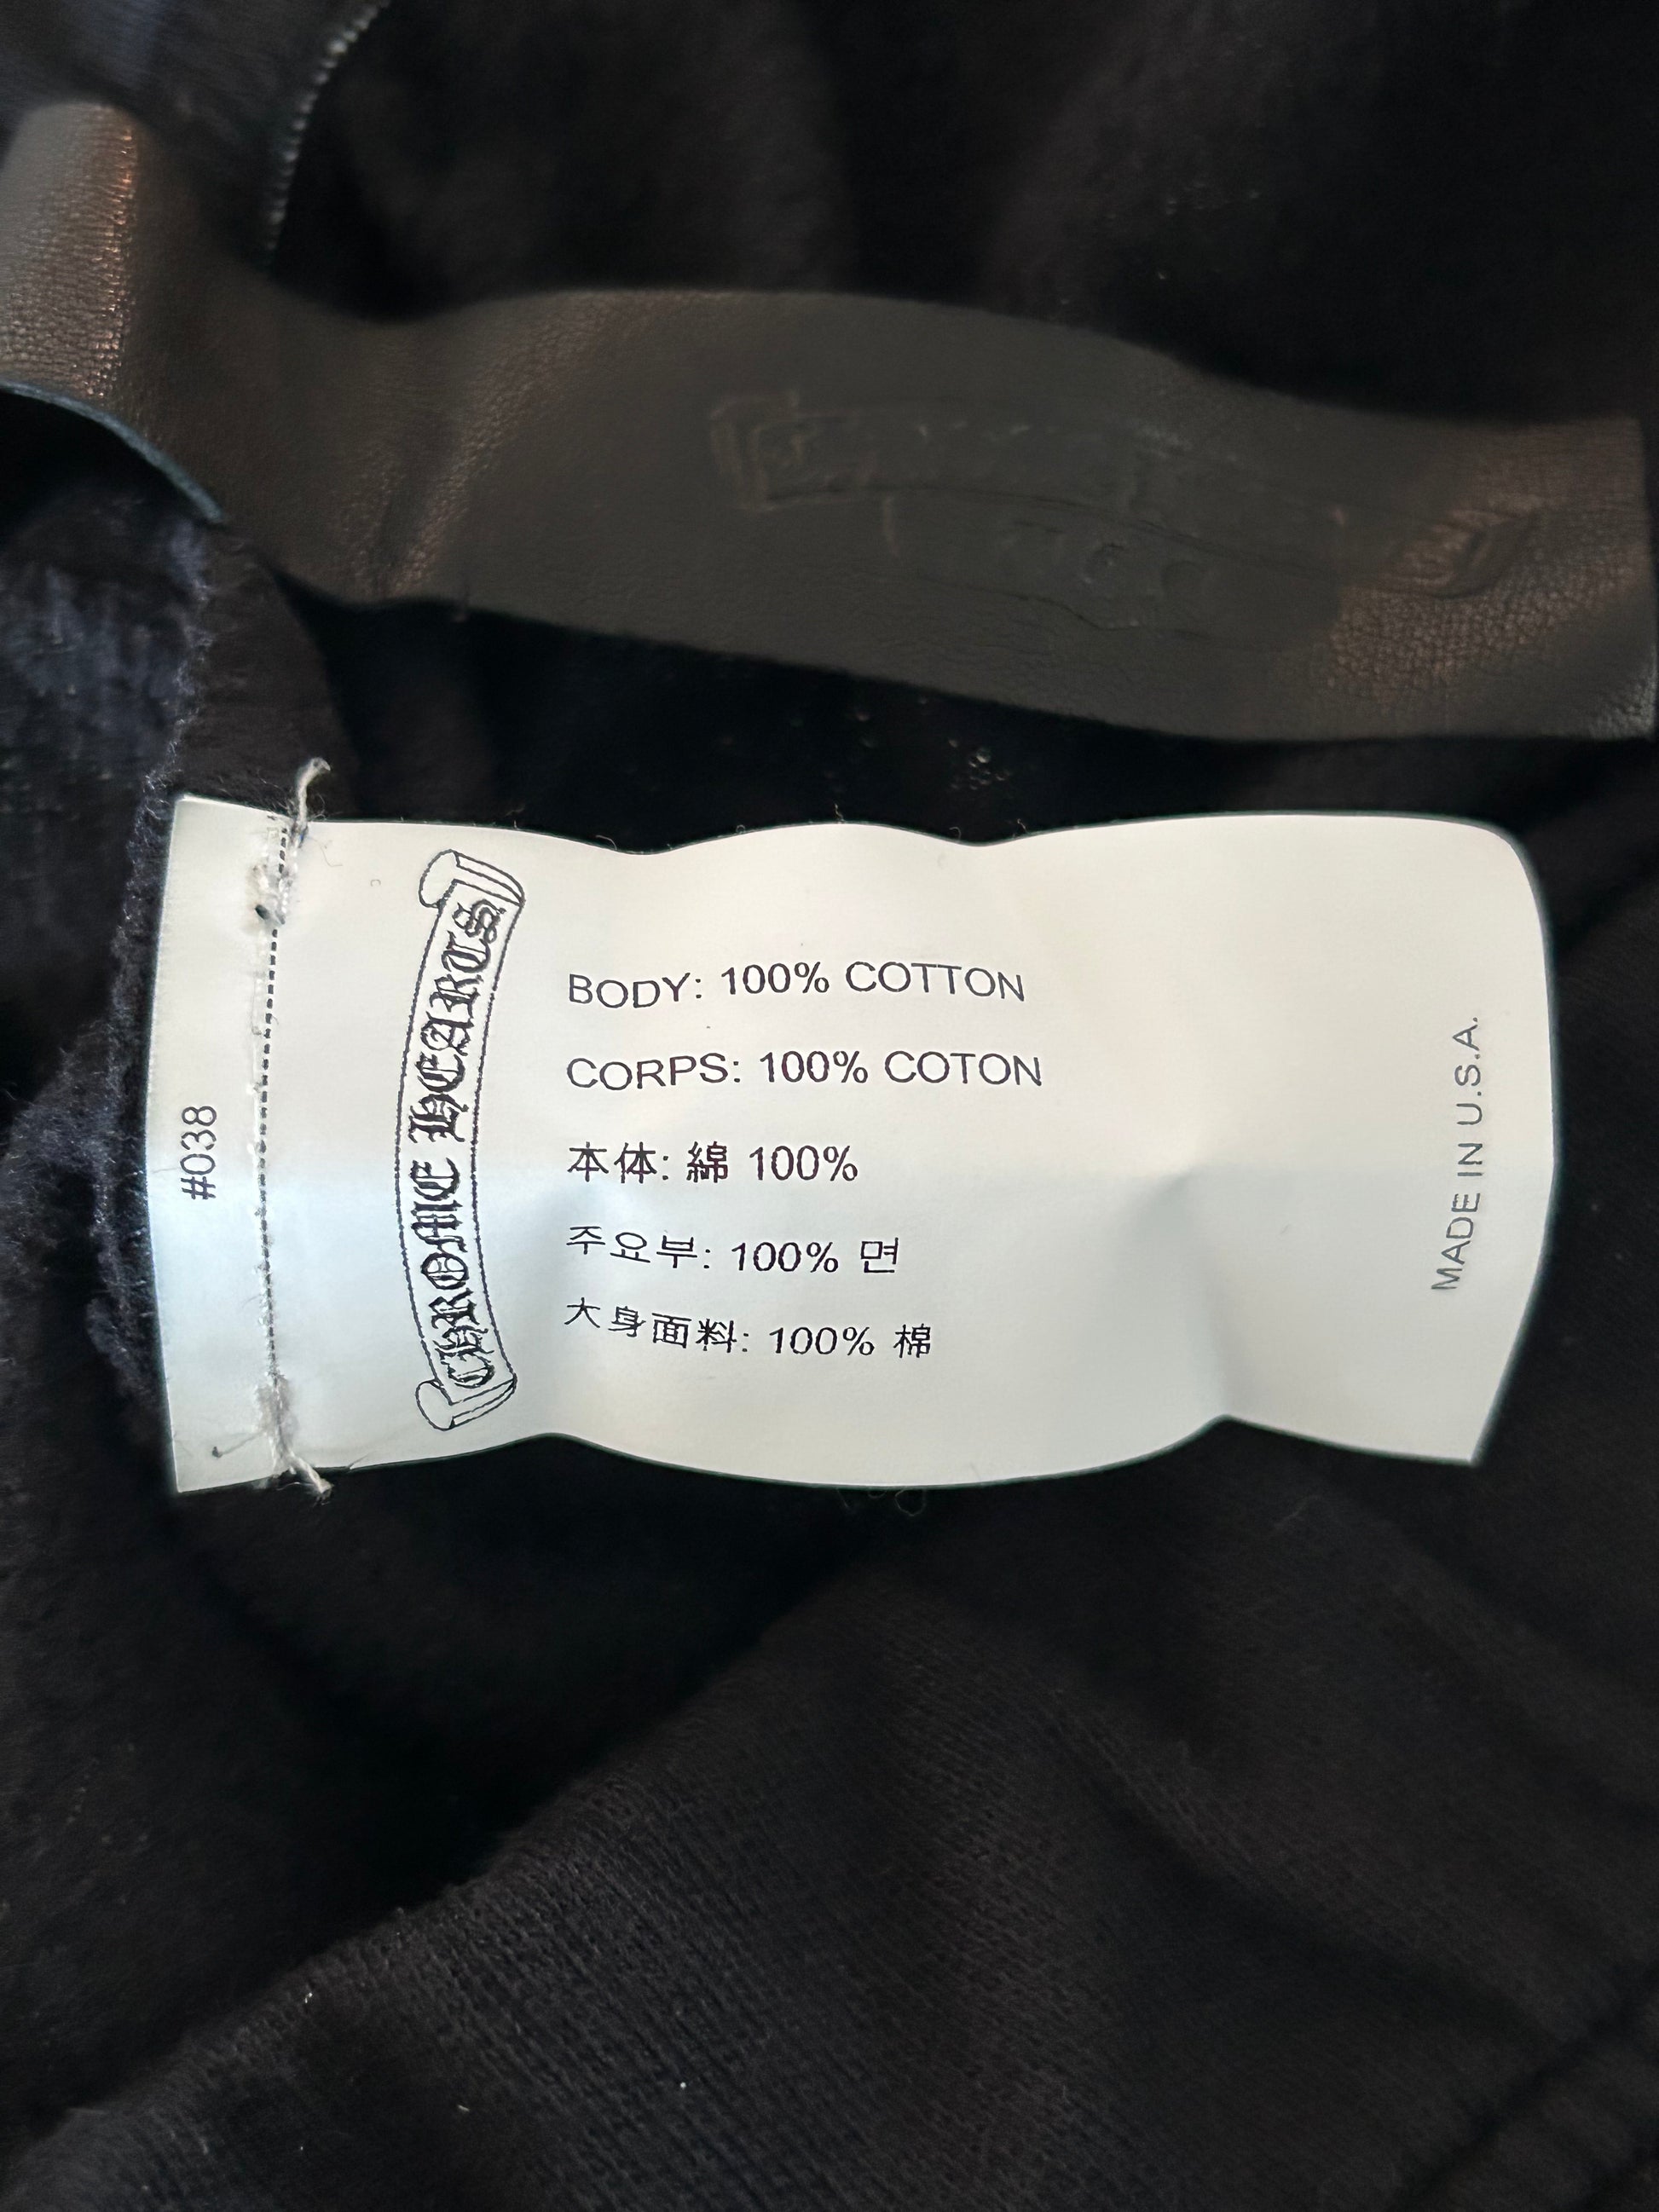 #038
CHROME HEARTS
BODY: 100% COTTON
CORPS: 100% COTON
本体: 綿 100%
주요부: 100% 면
大身面料: 100% 棉
MADE IN U.S.A.